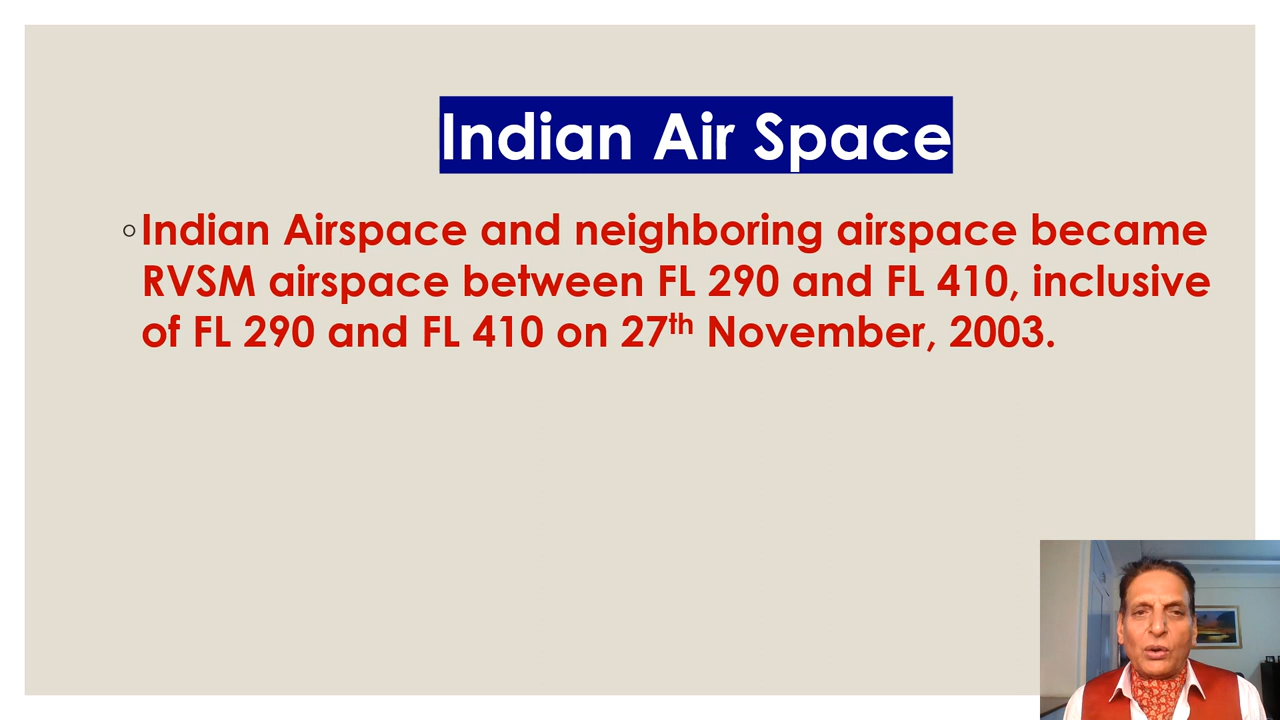 Indian Air Space
Indian Airspace and neighboring airspace became
RVSM airspace between FL 290 and FL 410, inclusive
of FL 290 and FL 410 on 27th November, 2003.